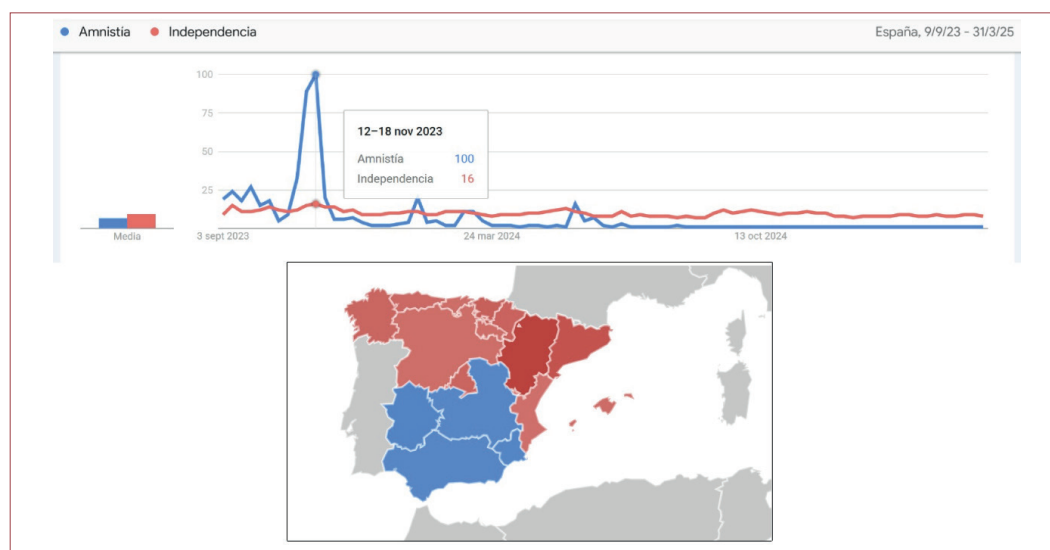 Amnistía Independencia España, 9/9/23 - 31/3/25
100
75
50
25
12–18 nov 2023
Amnistía 100
Independencia 16
Media
3 sept 2023 24 mar 2024 13 oct 2024